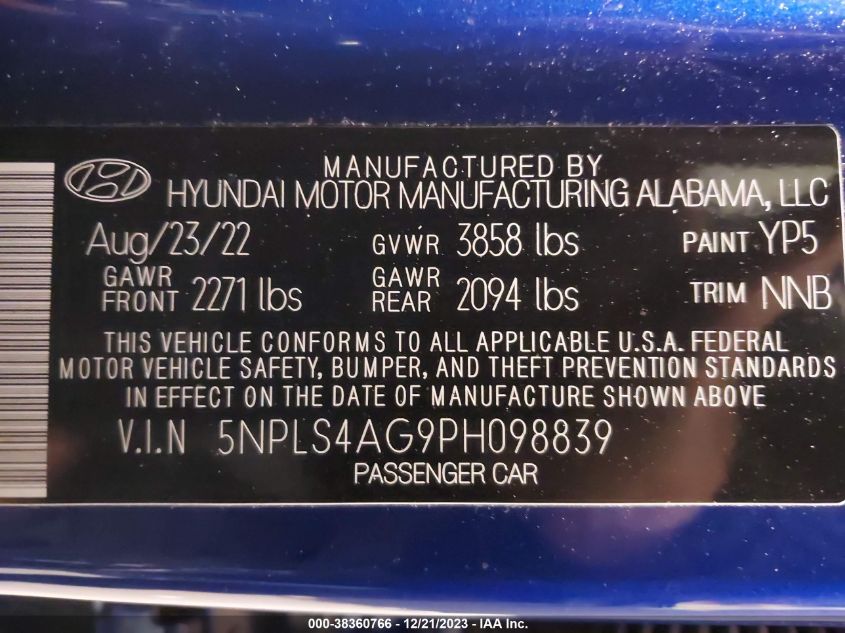 MANUFACTURED BY
HYUNDAI MOTOR MANUFACTURING ALABAMA, LLC
Aug/23/22 GVWR 3858 lbs PAINT YP5
GAWR FRONT 2271 lbs GAWR REAR 2094 lbs TRIM NNB
THIS VEHICLE CONFORMS TO ALL APPLICABLE U.S.A. FEDERAL
MOTOR VEHICLE SAFETY, BUMPER, AND THEFT PREVENTION STANDARDS
IN EFFECT ON THE DATE OF MANUFACTURE SHOWN ABOVE
V.I.N 5NPLS4AG9PH098839
PASSENGER CAR
000-38360766 - 12/21/2023 - IAA Inc.